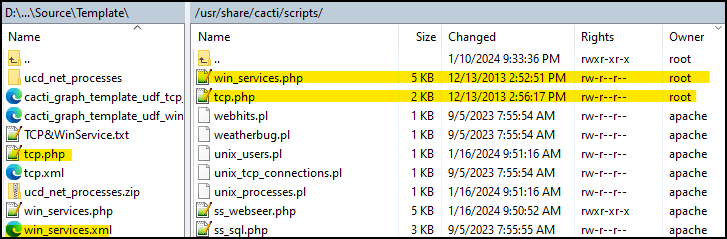 D:\...\Source\Template\
Name
..
ucd_net_processes
cacti_graph_template_udf_tcp_
cacti_graph_template_udf_win
TCP&WinService.txt
tcp.php
tcp.xml
ucd_net_processes.zip
win_services.php
win_services.xml
/usr/share/cacti/scripts/
Name Size Changed Rights Owner
.. 1/10/2024 9:33:36 PM rwxr-xr-x root
win_services.php 5 KB 12/13/2013 2:52:51 PM rw-r--r-- root
tcp.php 2 KB 12/13/2013 2:56:17 PM rw-r--r-- root
webhits.pl 1 KB 9/5/2023 7:55:54 AM rw-r--r-- apache
weatherbug.pl 1 KB 9/5/2023 7:55:54 AM rw-r--r-- apache
unix_users.pl 1 KB 1/16/2024 9:51:16 AM rw-r--r-- apache
unix_tcp_connections.pl 1 KB 9/5/2023 7:55:54 AM rw-r--r-- apache
unix_processes.pl 1 KB 1/16/2024 9:51:16 AM rw-r--r-- apache
ss_webseer.php 5 KB 1/16/2024 9:50:52 AM rwxr-xr-x apache
ss_sql.php 3 KB 9/5/2023 7:55:54 AM rw-r--r-- apache